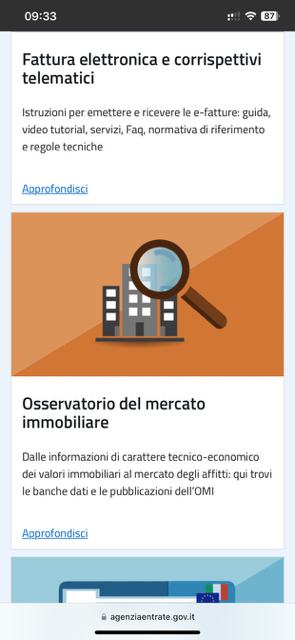 09:33
87
Fattura elettronica e corrispettivi
telematici
Istruzioni per emettere e ricevere le e-fatture: guida,
video tutorial, servizi, Faq, normativa di riferimento
e regole tecniche
Approfondisci
Osservatorio del mercato
immobiliare
Dalle informazioni di carattere tecnico-economico
dei valori immobiliari al mercato degli affitti: qui trovi
le banche dati e le pubblicazioni dell'OMI
Approfondisci
agenziaentrate.gov.it